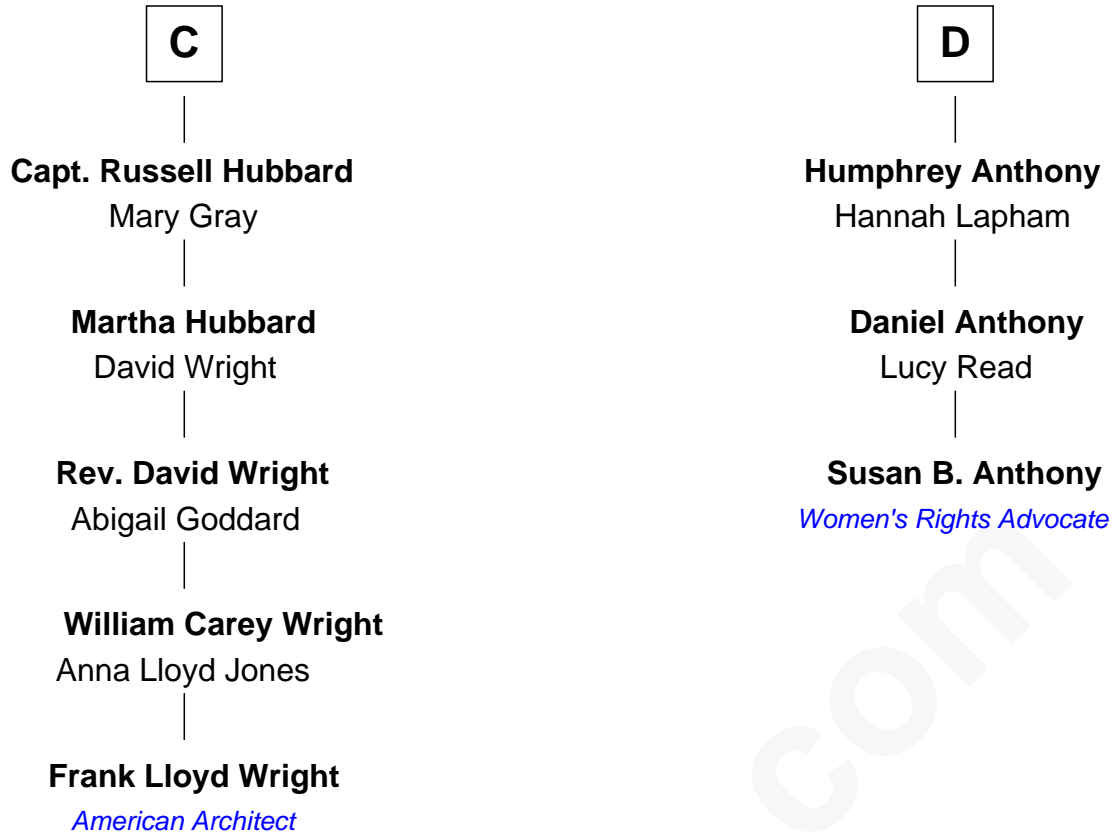 C
Capt. Russell Hubbard
Mary Gray
Martha Hubbard
David Wright
Rev. David Wright
Abigail Goddard
William Carey Wright
Anna Lloyd Jones
Frank Lloyd Wright
American Architect
D
Humphrey Anthony
Hannah Lapham
Daniel Anthony
Lucy Read
Susan B. Anthony
Women's Rights Advocate
com